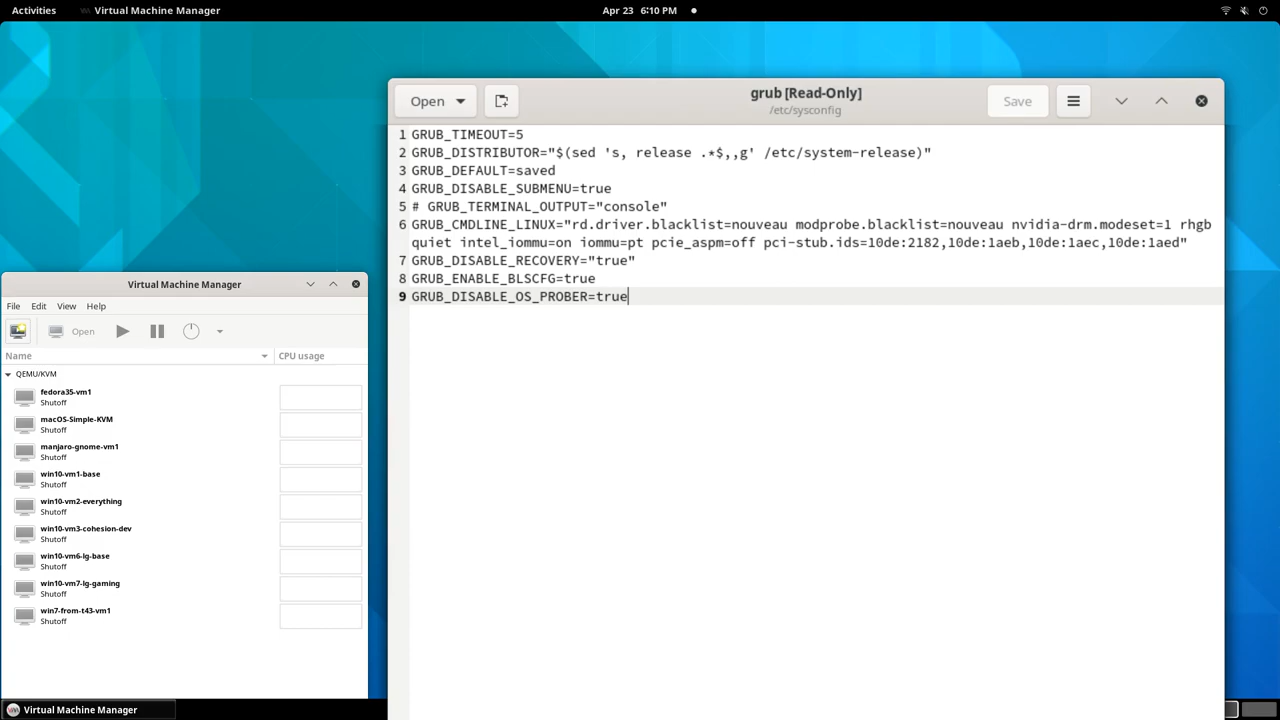 Activities
Virtual Machine Manager
Apr 23 6:10 PM
Open
grub [Read-Only]
/etc/sysconfig
Save
1 GRUB_TIMEOUT=5
2 GRUB_DISTRIBUTOR="$(sed 's, release .*$,,g' /etc/system-release)"
3 GRUB_DEFAULT=saved
4 GRUB_DISABLE_SUBMENU=true
5 # GRUB_TERMINAL_OUTPUT="console"
6 GRUB_CMDLINE_LINUX="rd.driver.blacklist=nouveau modprobe.blacklist=nouveau nvidia-drm.modeset=1 rhgb
quiet intel_iommu=on iommu=pt pcie_aspm=off pci-stub.ids=10de:2182,10de:1aeb,10de:1aec,10de:1aed"
7 GRUB_DISABLE_RECOVERY="true"
8 GRUB_ENABLE_BLSCFG=true
9 GRUB_DISABLE_OS_PROBER=true
Virtual Machine Manager
File Edit View Help
Open
Name CPU usage
QEMU/KVM
fedora35-vm1
Shutoff
macOS-Simple-KVM
Shutoff
manjaro-gnome-vm1
Shutoff
win10-vm1-base
Shutoff
win10-vm2-everything
Shutoff
win10-vm3-cohesion-dev
Shutoff
win10-vm6-lg-base
Shutoff
win10-vm7-lg-gaming
Shutoff
win7-from-t43-vm1
Shutoff
Virtual Machine Manager